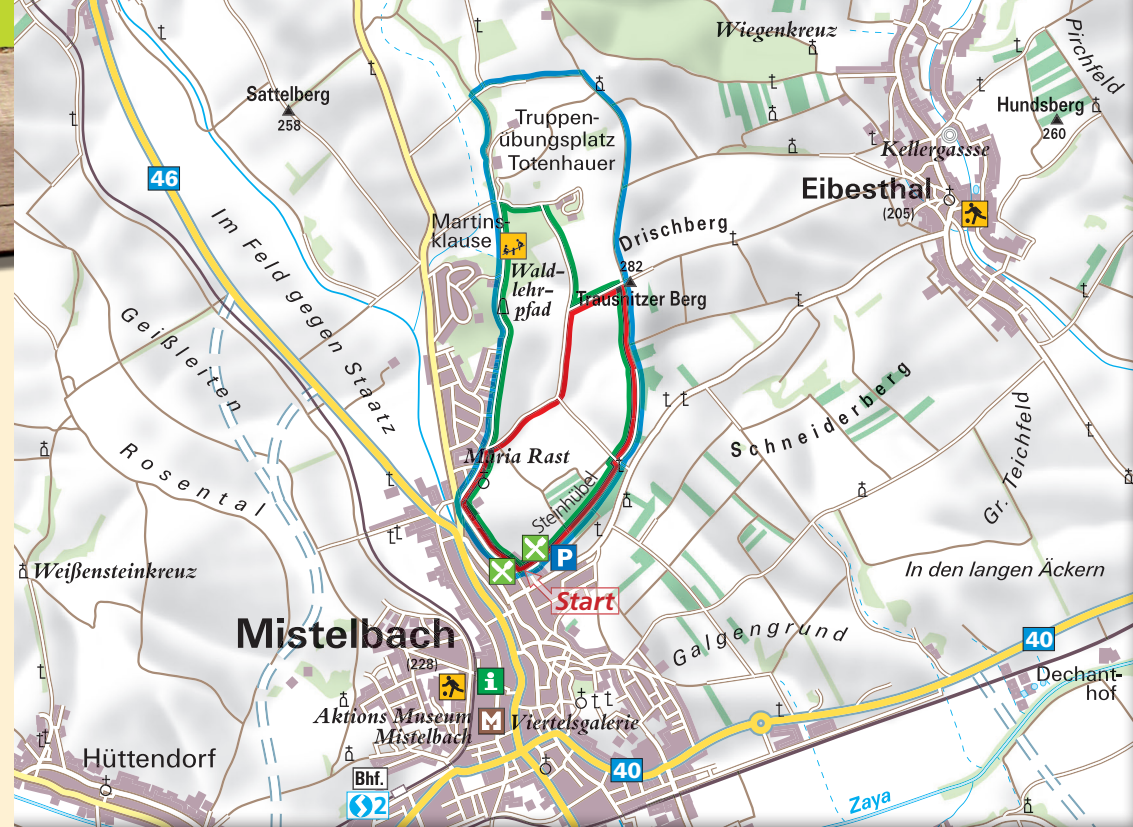 Wiegenkreuz
Pirchfeld
Sattelberg
258
Truppen-
übungsplatz
Totenhauer
Hundsberg
260
Kellergassse
46
Eibesthal
(205)
Martins-
klause
Drischberg
Wald-
lehr-
pfad
282
Trausnitzer Berg
Im Feld gegen Staatz
Geißleiten
Rosental
Schneiderberg
Gr. Teichfeld
Maria Rast
Steinhübel
P
Weißensteinkreuz
In den langen Äckern
Start
Mistelbach
(228)
Galgengrund
40
i
Dechant-
hof
Aktions Museum
Mistelbach
M
Viertelsgalerie
Hüttendorf
40
Bhf.
S 2
Zaya